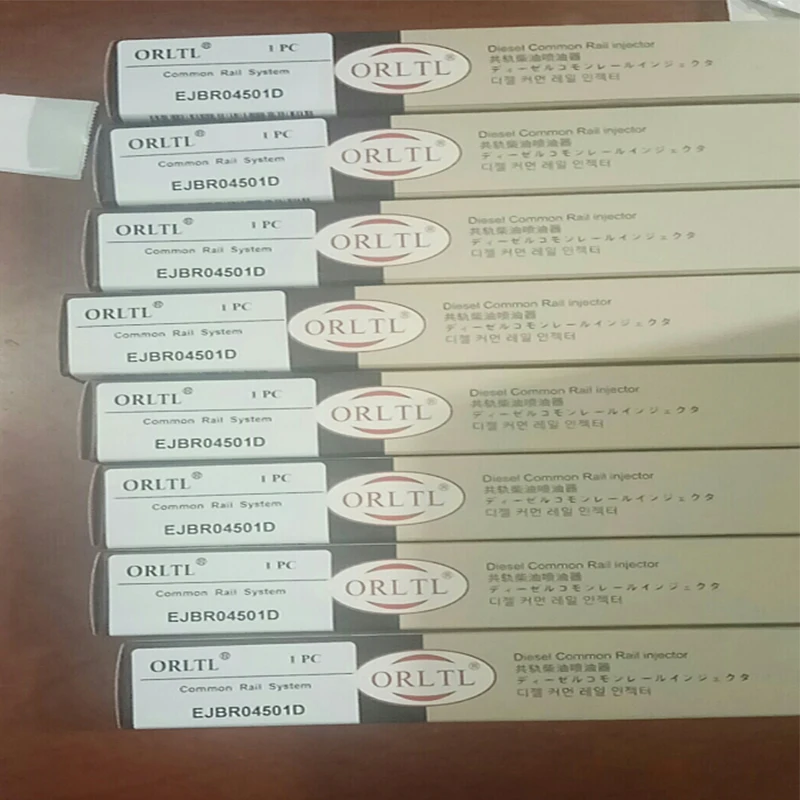 ORLTL® 1 PC
Common Rail System
EJBR04501D
ORLTL®
Diesel Common Rail injector
共轨柴油喷油器
ディーゼルコモンレールインジェクタ
디젤 커먼 레일 인젝터
ORLTL® 1 PC
Common Rail System
EJBR04501D
ORLTL®
Diesel Common Rail injector
共轨柴油喷油器
ディーゼルコモンレールインジェクタ
디젤 커먼 레일 인젝터
ORLTL® 1 PC
Common Rail System
EJBR04501D
ORLTL®
Diesel Common Rail injector
共轨柴油喷油器
ディーゼルコモンレールインジェクタ
디젤 커먼 레일 인젝터
ORLTL® 1 PC
Common Rail System
EJBR04501D
ORLTL®
Diesel Common Rail injector
共轨柴油喷油器
ディーゼルコモンレールインジェクタ
디젤 커먼 레일 인젝터
ORLTL® 1 PC
Common Rail System
EJBR04501D
ORLTL®
Diesel Common Rail injector
共轨柴油喷油器
ディーゼルコモンレールインジェクタ
디젤 커먼 레일 인젝터
ORLTL® 1 PC
Common Rail System
EJBR04501D
ORLTL®
Diesel Common Rail injector
共轨柴油喷油器
ディーゼルコモンレールインジェクタ
디젤 커먼 레일 인젝터
ORLTL® 1 PC
Common Rail System
EJBR04501D
ORLTL®
Diesel Common Rail injector
共轨柴油喷油器
ディーゼルコモンレールインジェクタ
디젤 커먼 레일 인젝터
ORLTL® 1 PC
Common Rail System
EJBR04501D
ORLTL®
Diesel Common Rail injector
共轨柴油喷油器
ディーゼルコモンレールインジェクタ
디젤 커먼 레일 인젝터